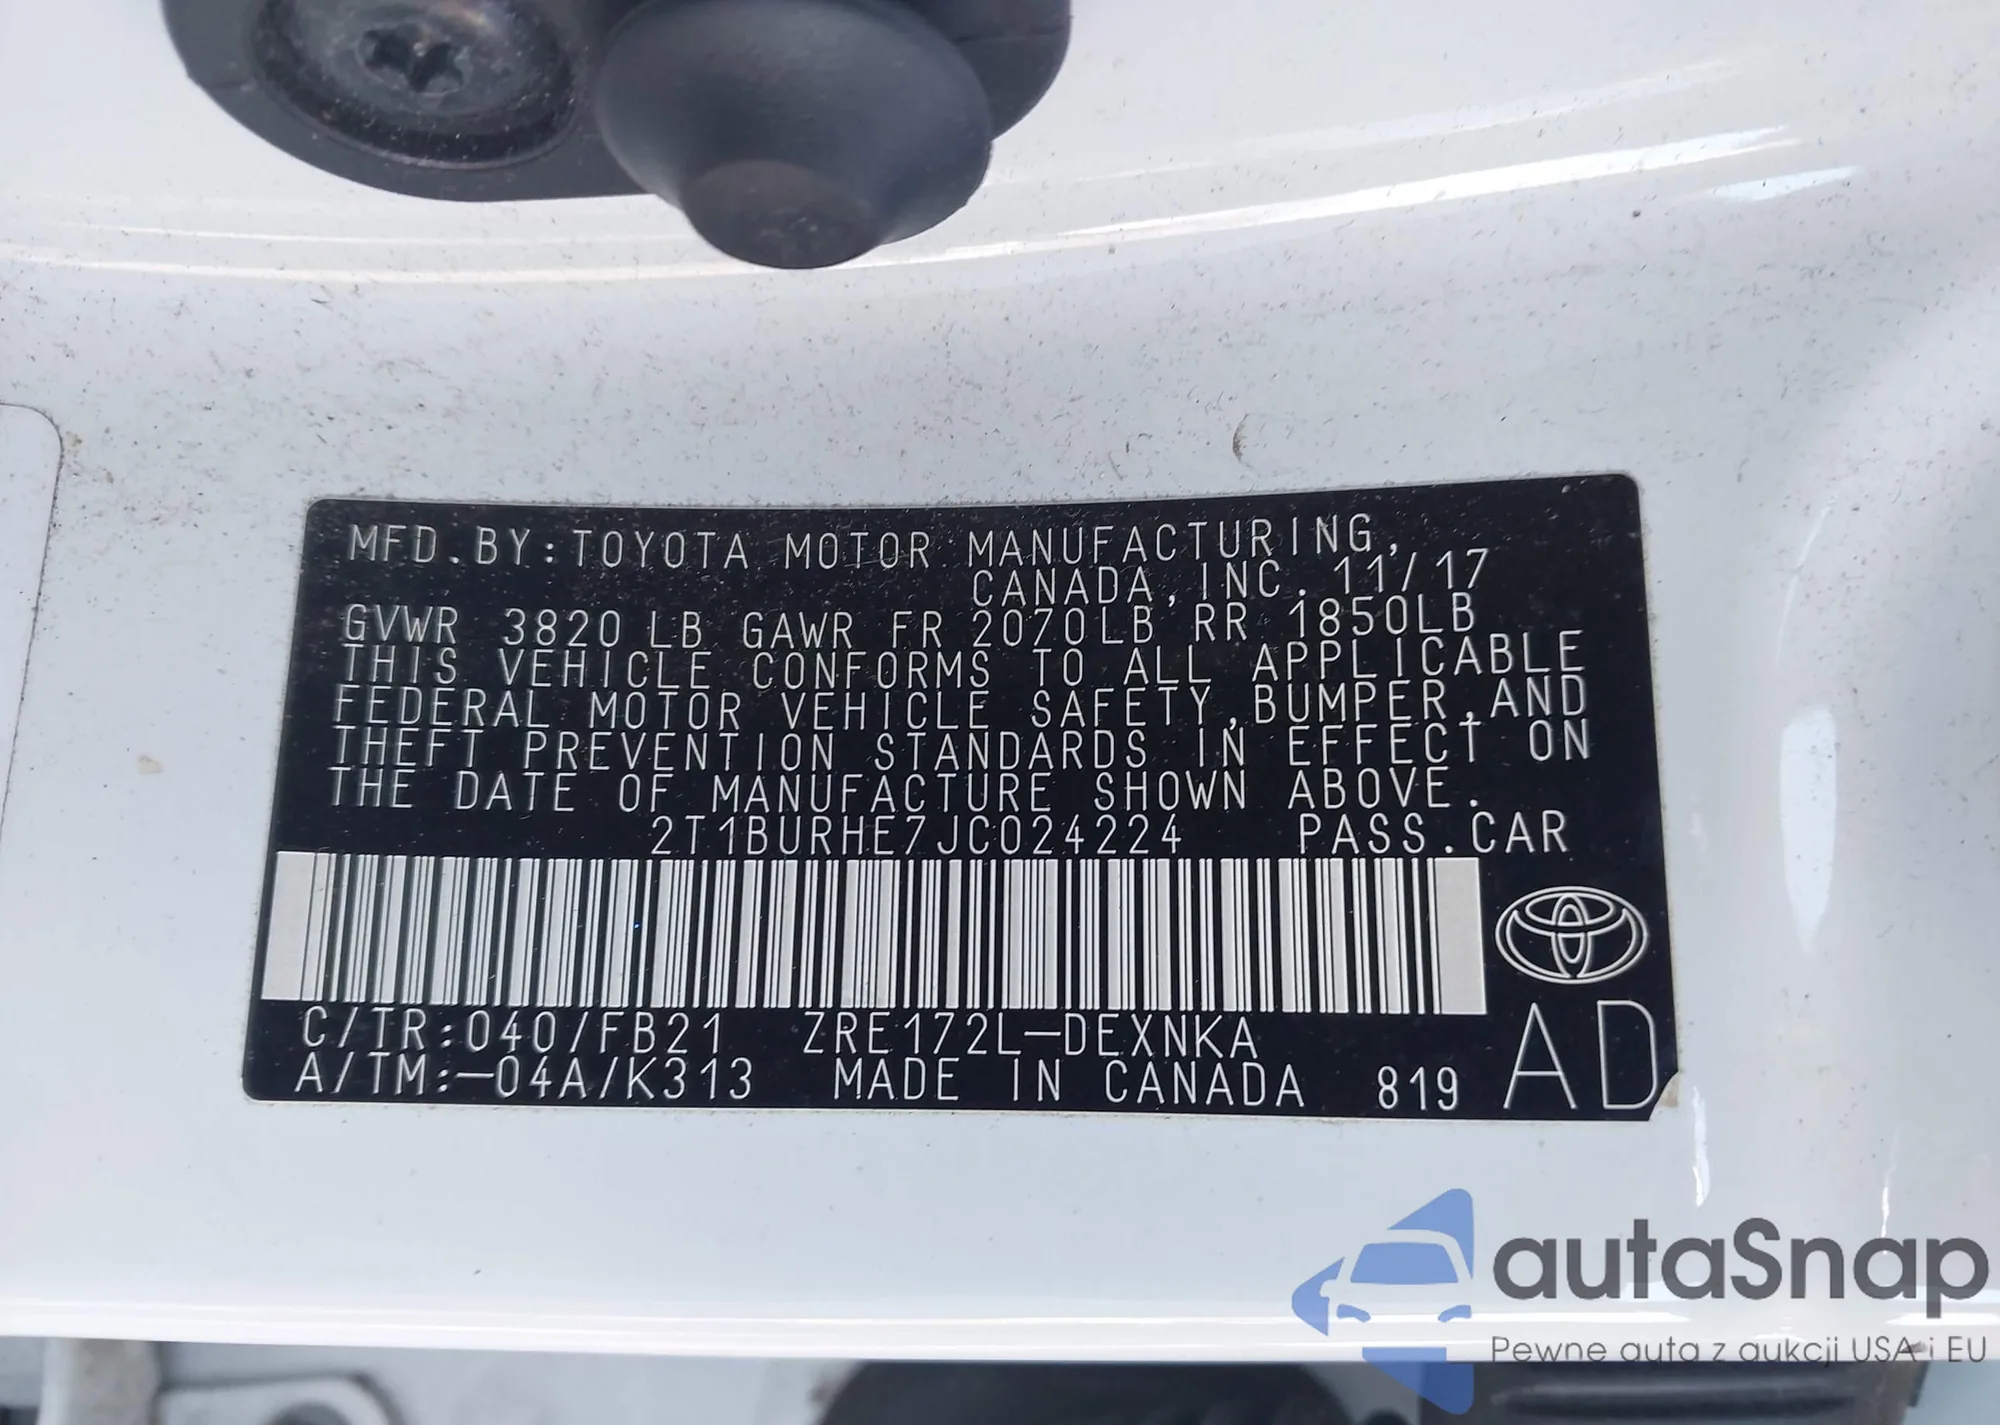 MFD.BY:TOYOTA MOTOR MANUFACTURING,
CANADA,INC. 11/17
GVWR 3820 LB GAWR FR 2070LB RR 1850LB
THIS VEHICLE CONFORMS TO ALL APPLICABLE
FEDERAL MOTOR VEHICLE SAFETY,BUMPER,AND
THEFT PREVENTION STANDARDS IN EFFECT ON
THE DATE OF MANUFACTURE SHOWN ABOVE.
2T1BURHE7JC024224 PASS.CAR
C/TR:040/FB21 ZRE172L-DEXNKA
A/TM:-04A/K313 MADE IN CANADA 819 AD
autaSnap
Pewne auta z aukcji USA i EU